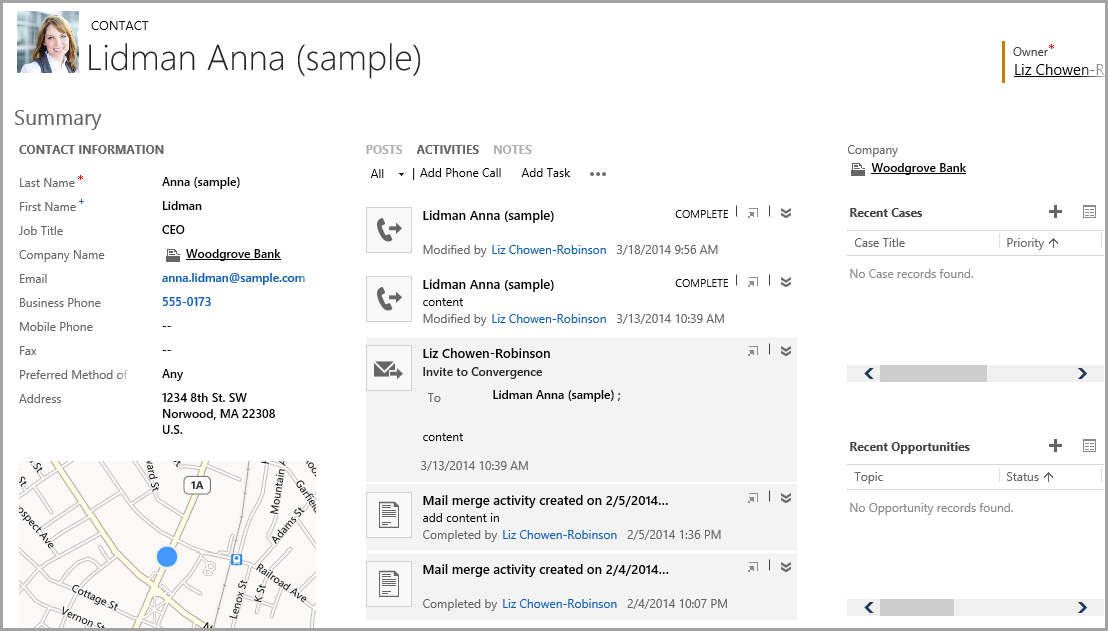 CONTACT
Lidman Anna (sample)
Owner*
Liz Chowen-R
Summary
CONTACT INFORMATION
Last Name *
Anna (sample)
First Name +
Lidman
Job Title
CEO
Company Name
Woodgrove Bank
Email
anna.lidman@sample.com
Business Phone
555-0173
Mobile Phone
--
Fax
--
Preferred Method of
Any
Address
1234 8th St. SW
Norwood, MA 22308
U.S.
1A
ward St
Mountain
Garfie
Adams St
ospect Ave
Railroad Ave
Cottage St
Lenox St
K St
Vernon St
POSTS ACTIVITIES NOTES
All | Add Phone Call Add Task •••
Lidman Anna (sample) COMPLETE
Modified by Liz Chowen-Robinson 3/18/2014 9:56 AM
Lidman Anna (sample) COMPLETE
content
Modified by Liz Chowen-Robinson 3/13/2014 10:39 AM
Liz Chowen-Robinson
Invite to Convergence
To Lidman Anna (sample) ;
content
3/13/2014 10:39 AM
Mail merge activity created on 2/5/2014...
add content in
Completed by Liz Chowen-Robinson 2/5/2014 1:36 PM
Mail merge activity created on 2/4/2014...
Completed by Liz Chowen-Robinson 2/4/2014 10:07 PM
Company
Woodgrove Bank
Recent Cases
Case Title Priority ↑
No Case records found.
Recent Opportunities
Topic Status ↑
No Opportunity records found.